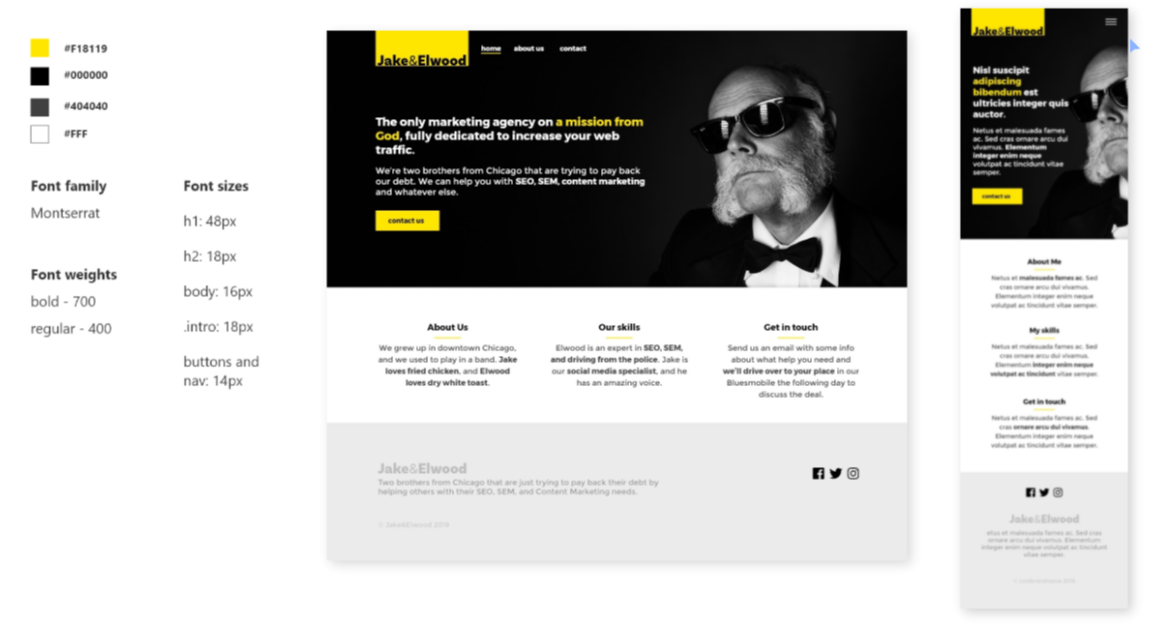 #F18119
#000000
#404040
#FFF
Font family
Montserrat
Font weights
bold - 700
regular - 400
Font sizes
h1: 48px
h2: 18px
body: 16px
.intro: 18px
buttons and
nav: 14px
Jake&Elwood
home about us contact
The only marketing agency on a mission from
God, fully dedicated to increase your web
traffic.
We're two brothers from Chicago that are trying to pay back
our debt. We can help you with SEO, SEM, content marketing
and whatever else.
contact us
About Us
We grew up in downtown Chicago,
and we used to play in a band. Jake
loves fried chicken, and Elwood
loves dry white toast.
Our skills
Elwood is an expert in SEO, SEM,
and driving from the police. Jake is
our social media specialist, and he
has an amazing voice.
Get in touch
Send us an email with some info
about what help you need and
we'll drive over to your place in our
Bluesmobile the following day to
discuss the deal.
Jake&Elwood
Two brothers from Chicago that are just trying to pay back their debt by
helping others with their SEO, SEM, and Content Marketing needs.
© Jake&Elwood 2019
Jake&Elwood
Nisl suscipit
adipiscing
bibendum est
ultricies integer quis
auctor.
Netus et malesuada fames
ac. Sed cras ornare arcu dui
vivamus. Elementum
integer enim neque
volutpat ac tincidunt vitae
semper.
contact us
About Me
Netus et malesuada fames ac. Sed
cras ornare arcu dui vivamus.
Elementum integer enim neque
volutpat ac tincidunt vitae semper.
My skills
Netus et malesuada fames ac. Sed
cras ornare arcu dui vivamus.
Elementum integer enim neque
volutpat ac tincidunt vitae semper.
Get in touch
Netus et malesuada fames ac. Sed
cras ornare arcu dui vivamus.
Elementum integer enim neque
volutpat ac tincidunt vitae semper.
Jake&Elwood
etus et malesuada fames ac. Sed cras
ornare arcu dui vivamus. Elementum
integer enim neque volutpat ac tincidunt
vitae semper.